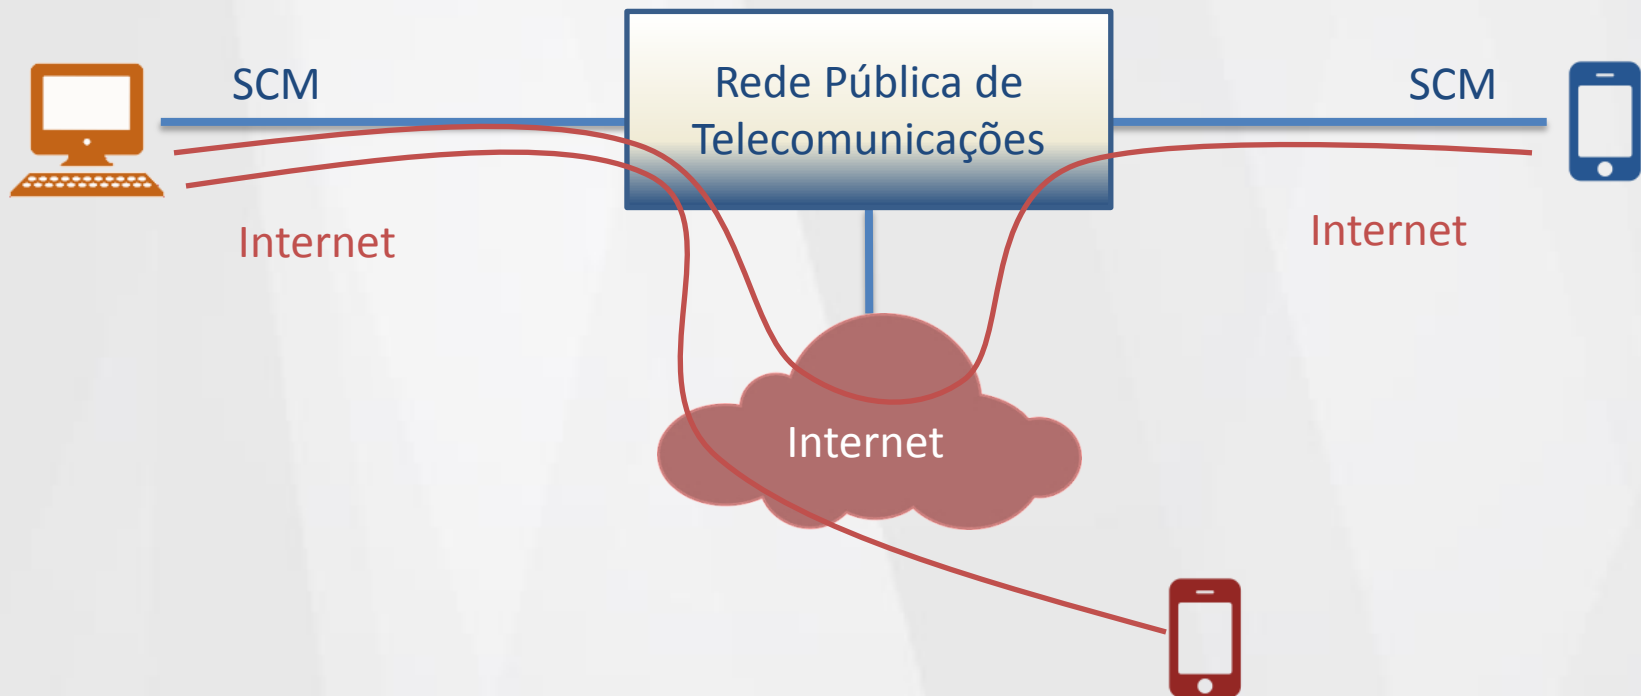 SCM
Rede Pública de
Telecomunicações
SCM
Internet
Internet
Internet